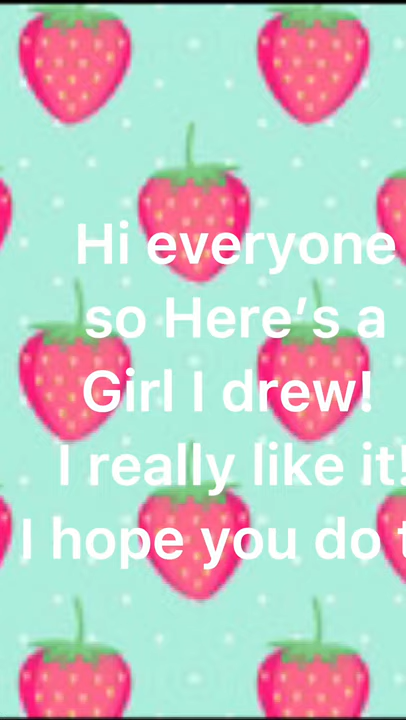 Hi everyone
so Here’s a
Girl I drew!
I really like it!
I hope you do t